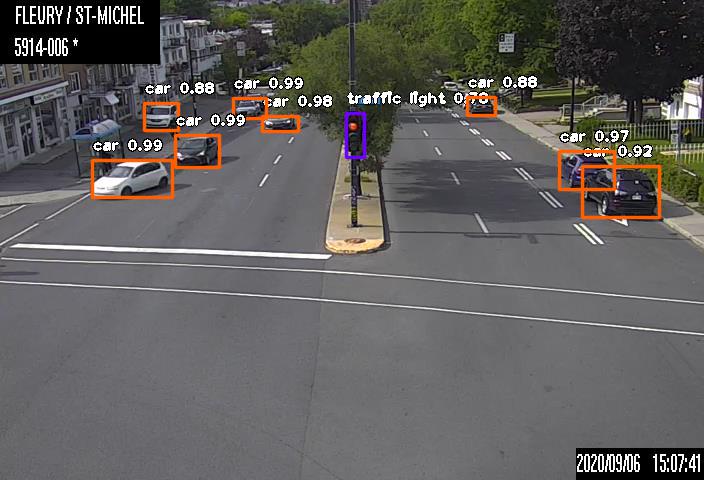 FLEURY / ST-MICHEL
5914-006 *
car 0.88
car 0.99
car 0.88
car 0.98
traffic light 0.78
car 0.99
car 0.97
car 0.99
car 0.92
2020/09/06 15:07:41